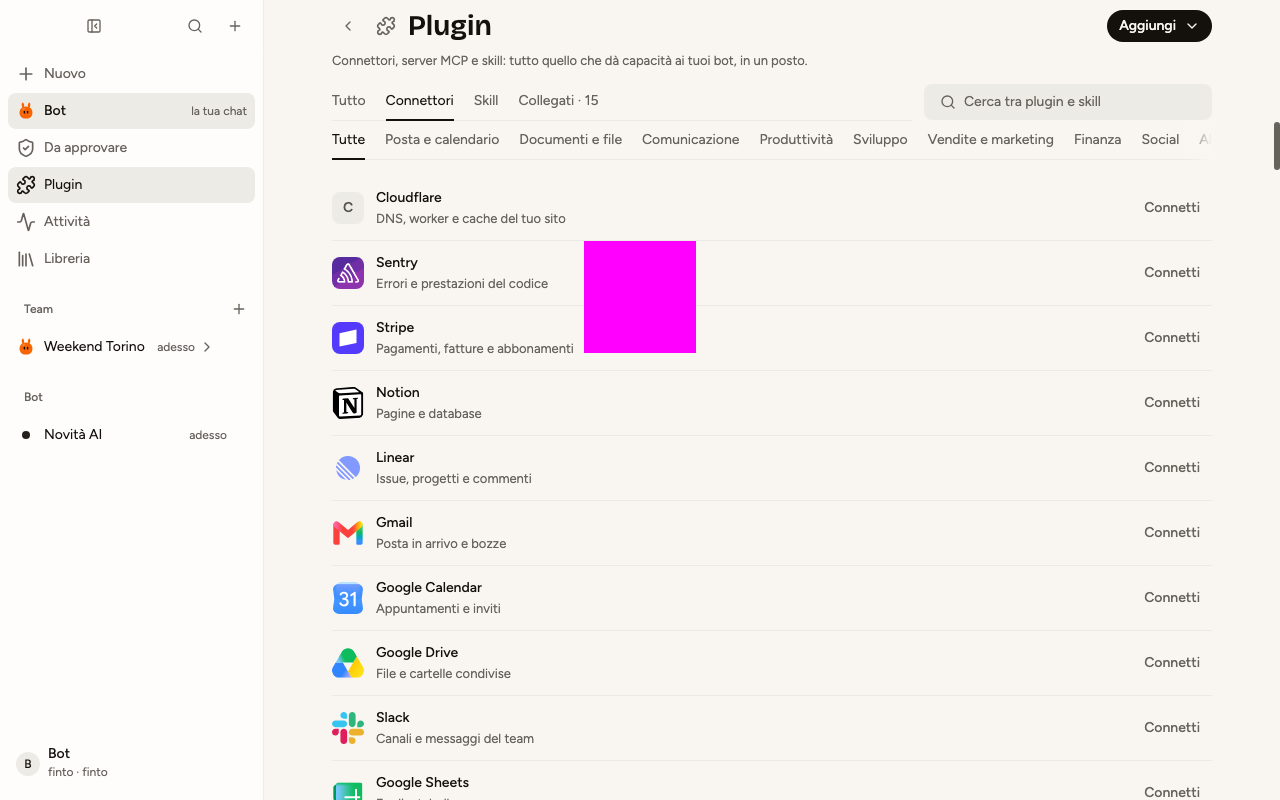 Nuovo
Bot la tua chat
Da approvare
Plugin
Attività
Libreria
Team
Weekend Torino adesso
Bot
Novità AI adesso
B
Bot
finto · finto
Plugin
Aggiungi
Connettori, server MCP e skill: tutto quello che dà capacità ai tuoi bot, in un posto.
Tutto Connettori Skill Collegati · 15
Cerca tra plugin e skill
Tutte Posta e calendario Documenti e file Comunicazione Produttività Sviluppo Vendite e marketing Finanza Social
C
Cloudflare
DNS, worker e cache del tuo sito
Connetti
Sentry
Errori e prestazioni del codice
Connetti
Stripe
Pagamenti, fatture e abbonamenti
Connetti
N
Notion
Pagine e database
Connetti
Linear
Issue, progetti e commenti
Connetti
Gmail
Posta in arrivo e bozze
Connetti
31
Google Calendar
Appuntamenti e inviti
Connetti
Google Drive
File e cartelle condivise
Connetti
Slack
Canali e messaggi del team
Connetti
Google Sheets
Connetti